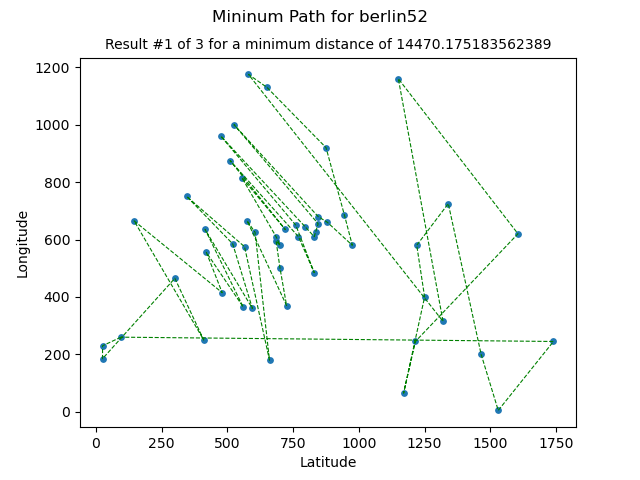 Mininum Path for berlin52
Result #1 of 3 for a minimum distance of 14470.175183562389
1200
1000
800
600
400
200
0
Longitude
0 250 500 750 1000 1250 1500 1750
Latitude